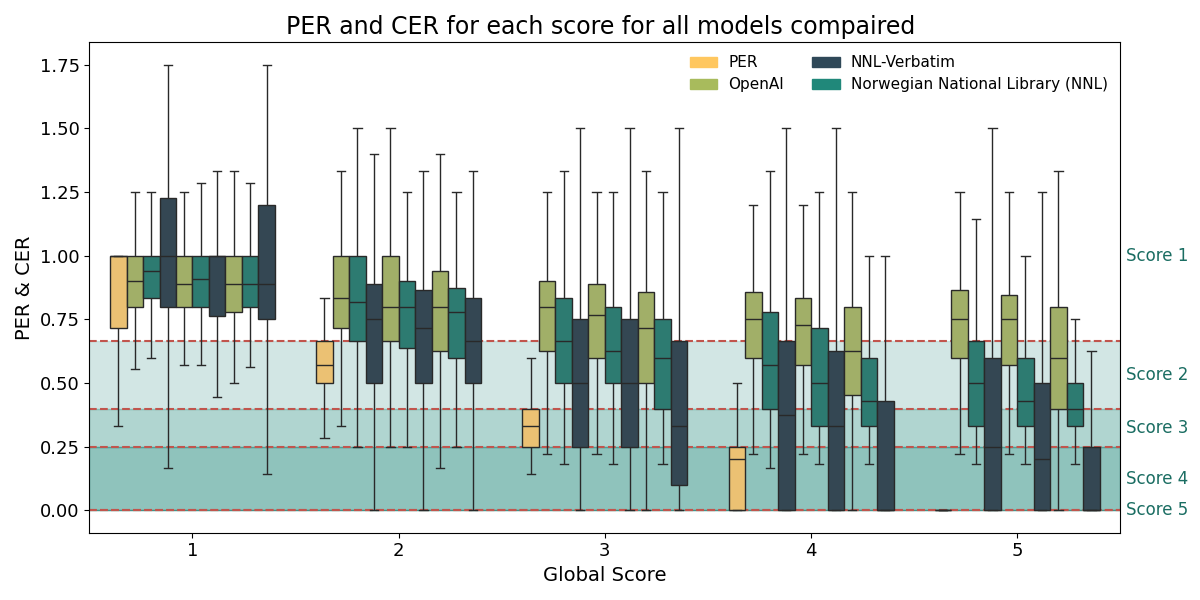 PER and CER for each score for all models compaired
PER
OpenAI
NNL-Verbatim
Norwegian National Library (NNL)
PER & CER
1.75
1.50
1.25
1.00
0.75
0.50
0.25
0.00
Score 1
Score 2
Score 3
Score 4
Score 5
1 2 3 4 5
Global Score